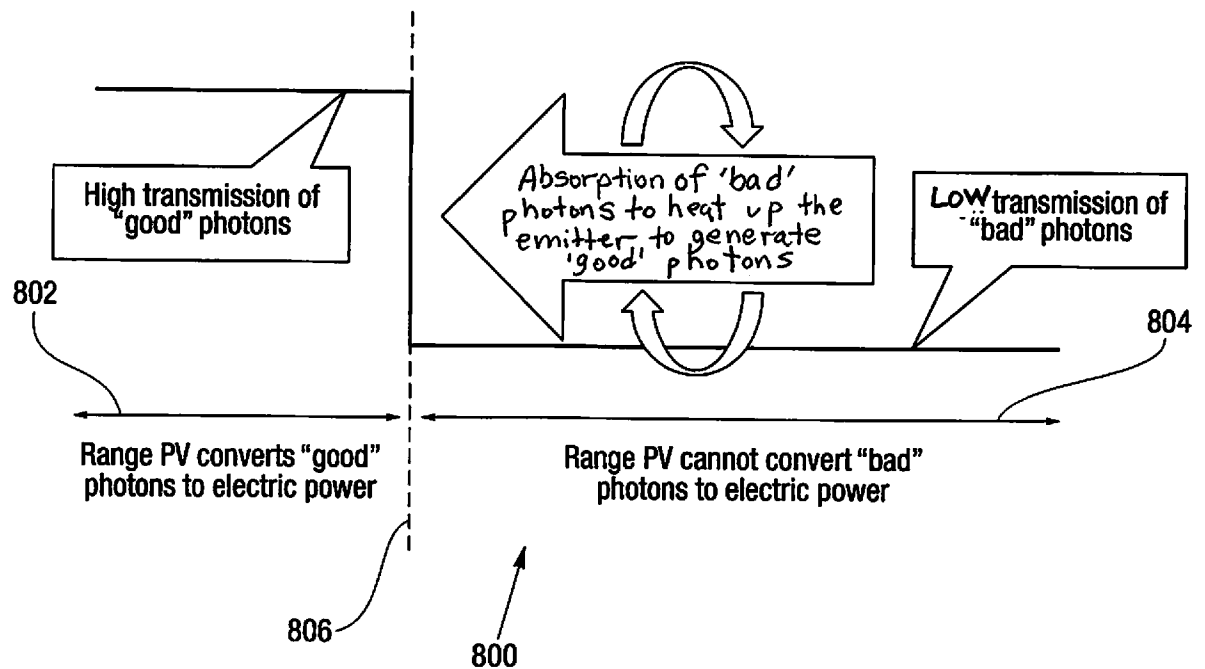 High transmission of
"good" photons
Absorption of 'bad'
photons to heat up the
emitter, to generate
'good' photons
LOW transmission of
"bad" photons
802
804
Range PV converts "good"
photons to electric power
Range PV cannot convert "bad"
photons to electric power
806
800